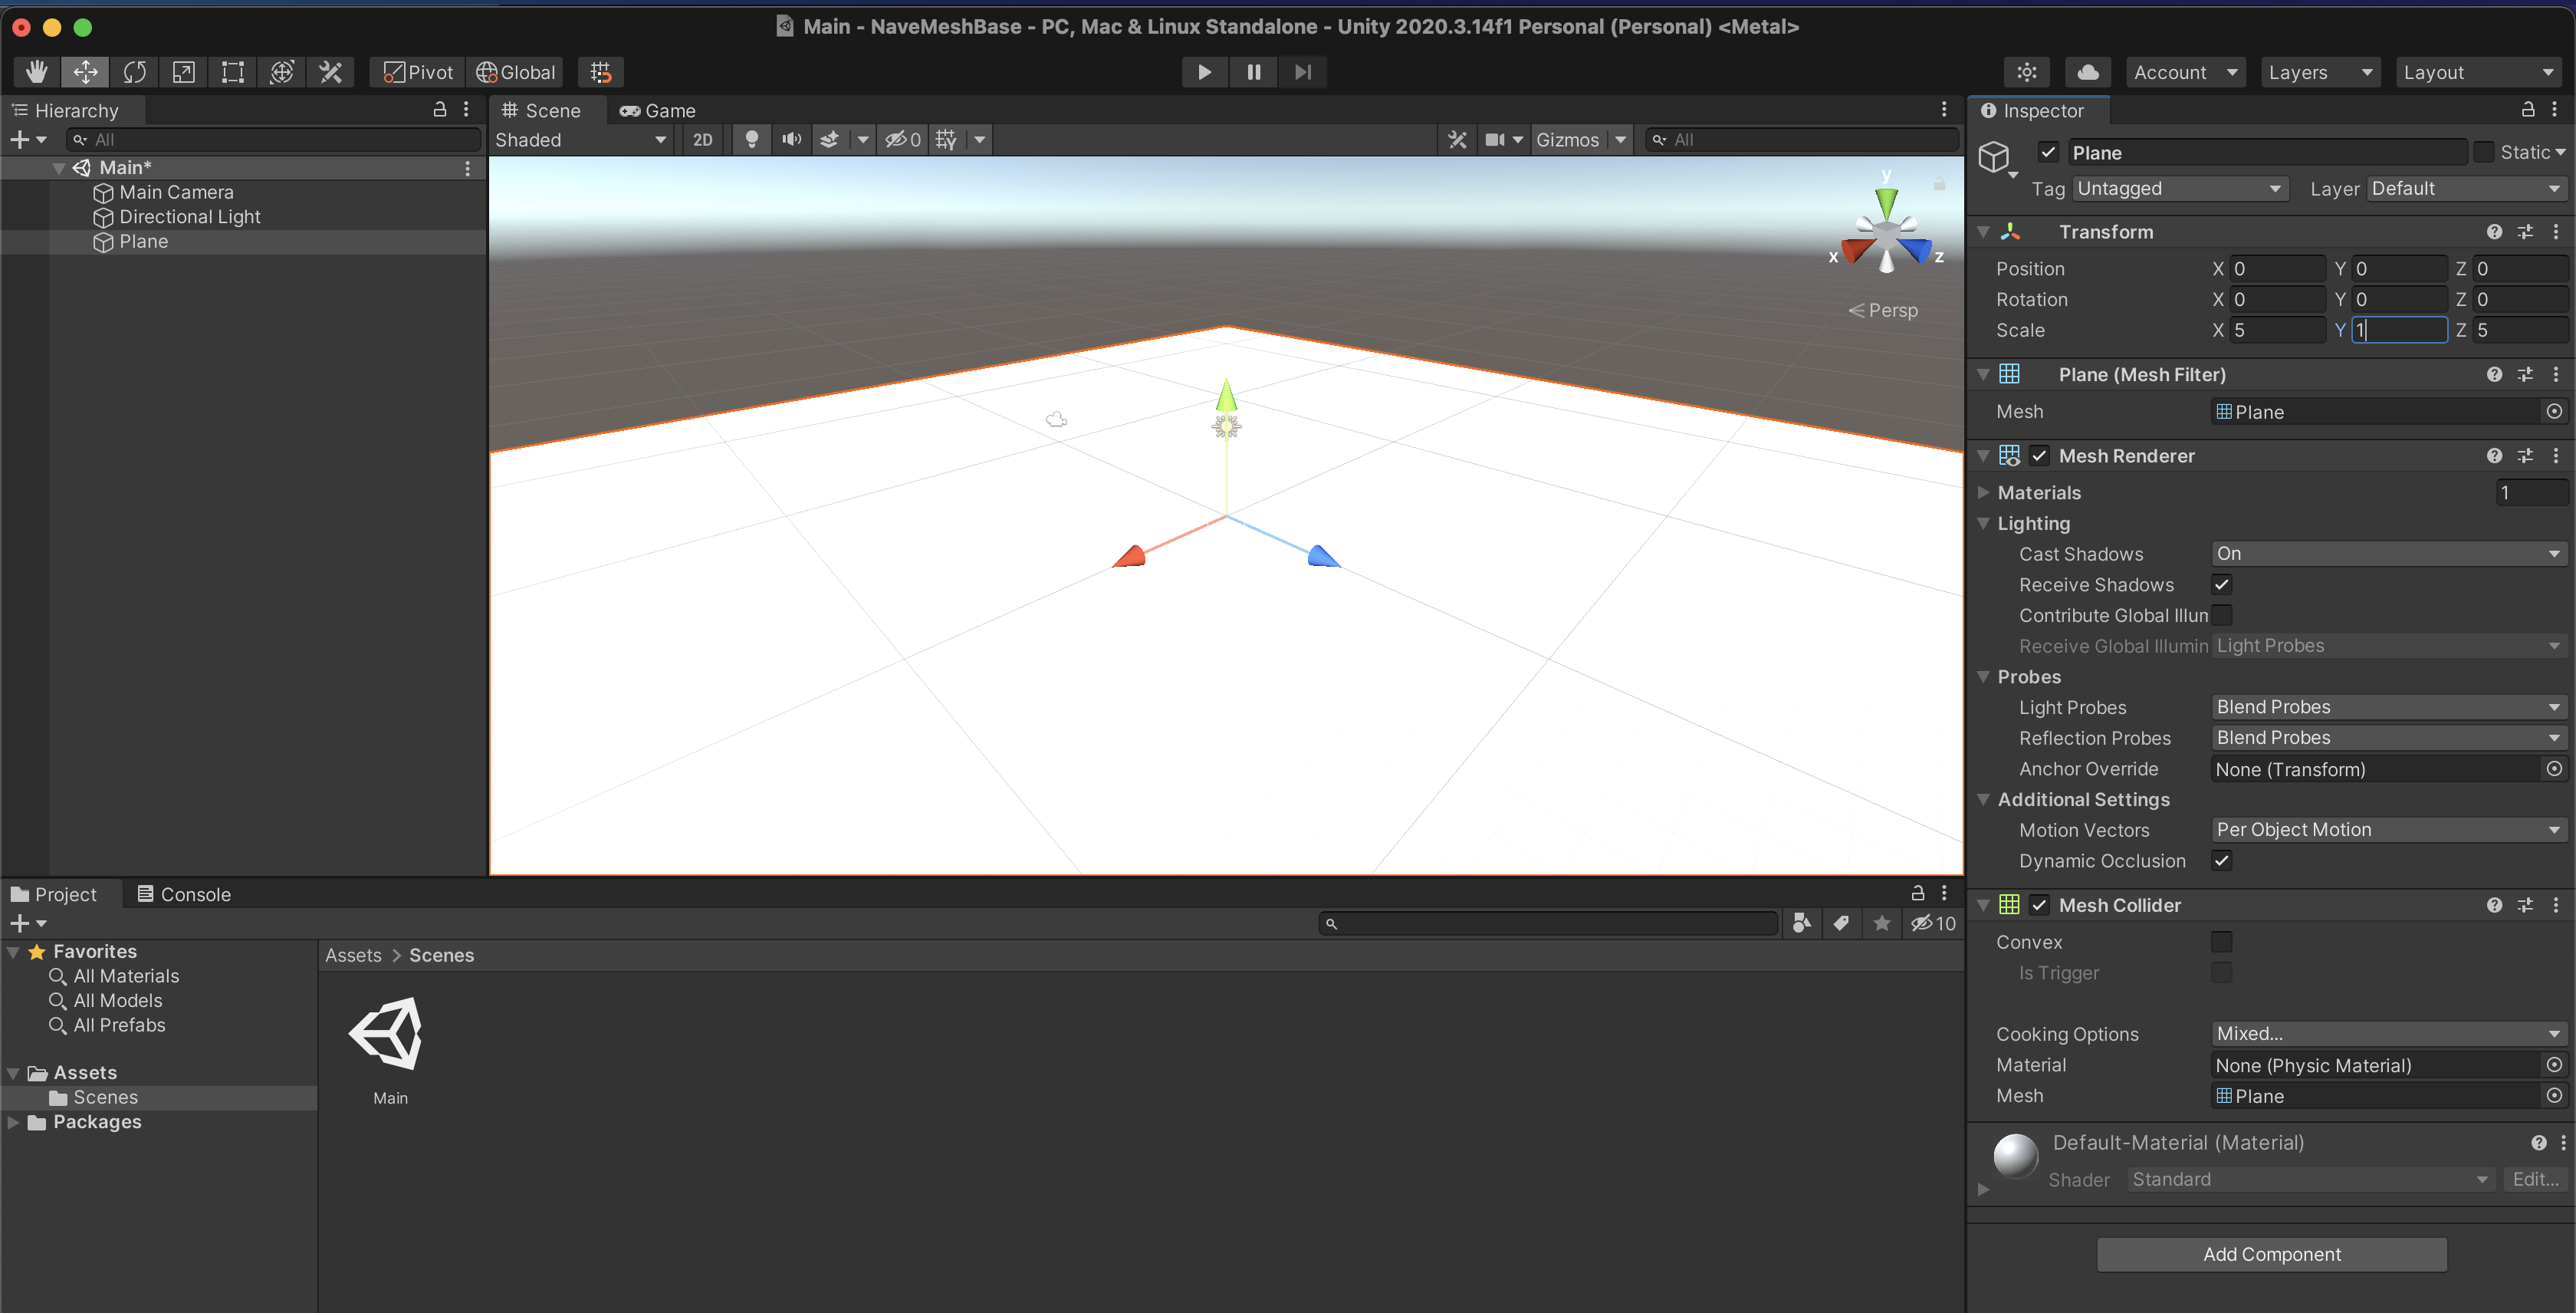 Main - NaveMeshBase - PC, Mac & Linux Standalone - Unity 2020.3.14f1 Personal (Personal) <Metal>
Pivot Global Account Layers Layout
Hierarchy
All
Main*
Main Camera
Directional Light
Plane
Scene Game
Shaded 2D 0 Gizmos All
y
x z
Persp
Inspector
Plane Static
Tag Untagged Layer Default
Transform
Position X 0 Y 0 Z 0
Rotation X 0 Y 0 Z 0
Scale X 5 Y 1 Z 5
Plane (Mesh Filter)
Mesh Plane
Mesh Renderer
Materials 1
Lighting
Cast Shadows On
Receive Shadows
Contribute Global Illun
Receive Global Illumin Light Probes
Probes
Light Probes Blend Probes
Reflection Probes Blend Probes
Anchor Override None (Transform)
Additional Settings
Motion Vectors Per Object Motion
Dynamic Occlusion
Mesh Collider
Convex
Is Trigger
Cooking Options Mixed...
Material None (Physic Material)
Mesh Plane
Default-Material (Material)
Shader Standard Edit...
Add Component
Project Console
10
Favorites
All Materials
All Models
All Prefabs
Assets
Scenes
Packages
Assets > Scenes
Main